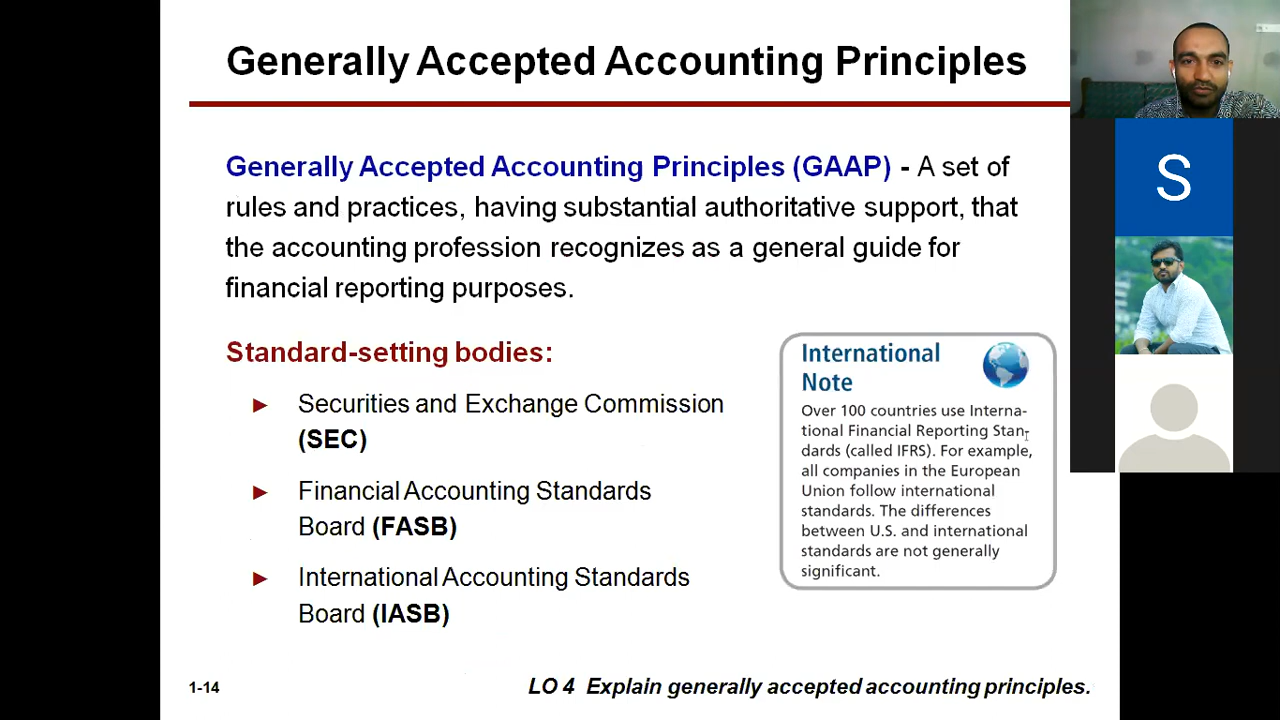 Generally Accepted Accounting Principles
Generally Accepted Accounting Principles (GAAP) - A set of
rules and practices, having substantial authoritative support, that
the accounting profession recognizes as a general guide for
financial reporting purposes.
Standard-setting bodies:
► Securities and Exchange Commission
(SEC)
► Financial Accounting Standards
Board (FASB)
► International Accounting Standards
Board (IASB)
International
Note
Over 100 countries use Interna-
tional Financial Reporting Stan-
dards (called IFRS). For example,
all companies in the European
Union follow international
standards. The differences
between U.S. and international
standards are not generally
significant.
1-14
LO 4 Explain generally accepted accounting principles.
S